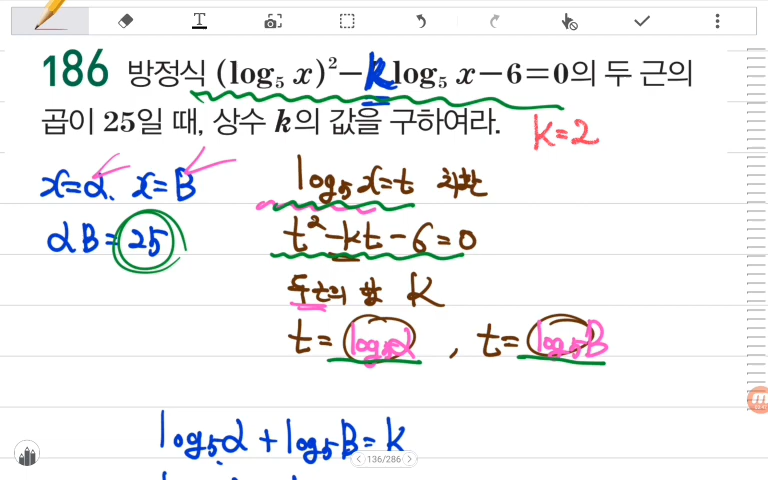 186 방정식 (log₅ x)²−k log₅ x−6=0의 두 근의
곱이 25일 때, 상수 k의 값을 구하여라.
k=2
x=α, x=β
log₅x=t 치환
αβ=25
t²-kt-6=0
두 t의 합 K
t=log₅α , t=log₅β
log₅α+log₅β=k
136/286